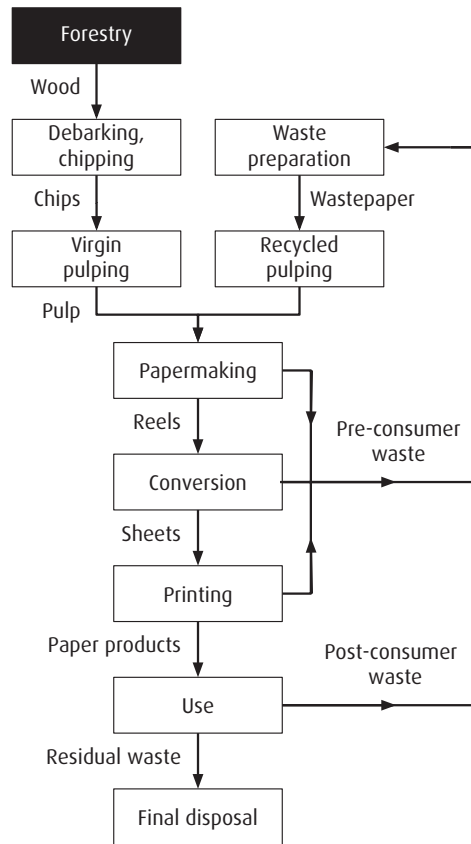 Forestry
Wood
Debarking,
chipping
Waste
preparation
Chips
Wastepaper
Virgin
pulping
Recycled
pulping
Pulp
Papermaking
Reels
Pre-consumer
waste
Conversion
Sheets
Printing
Paper products
Post-consumer
waste
Use
Residual waste
Final disposal